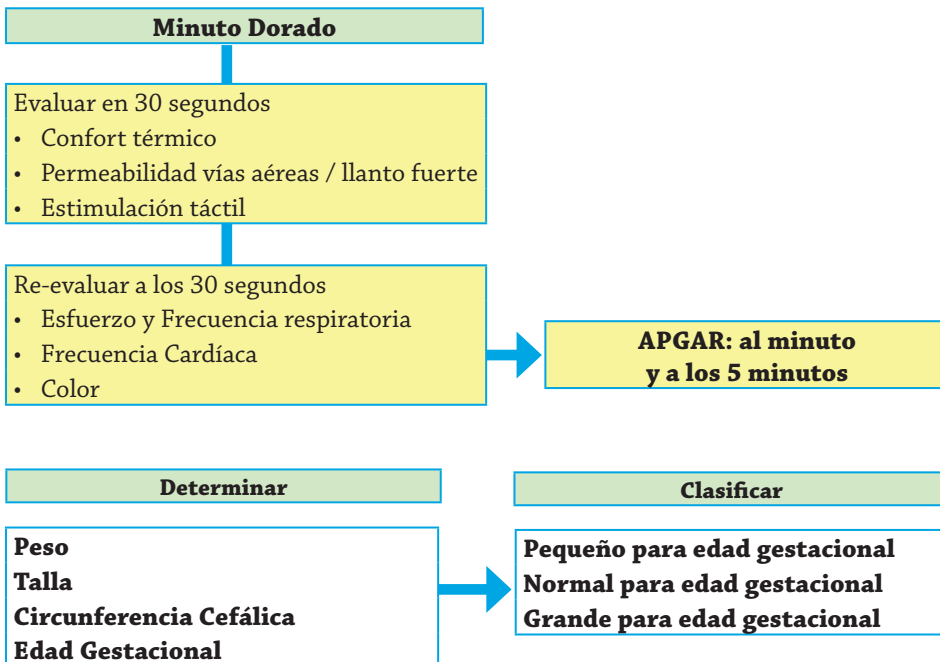 Minuto Dorado
Evaluar en 30 segundos
• Confort térmico
• Permeabilidad vías aéreas / llanto fuerte
• Estimulación táctil
Re-evaluar a los 30 segundos
• Esfuerzo y Frecuencia respiratoria
• Frecuencia Cardíaca
• Color
APGAR: al minuto
y a los 5 minutos
Determinar
Peso
Talla
Circunferencia Cefálica
Edad Gestacional
Clasificar
Pequeño para edad gestacional
Normal para edad gestacional
Grande para edad gestacional